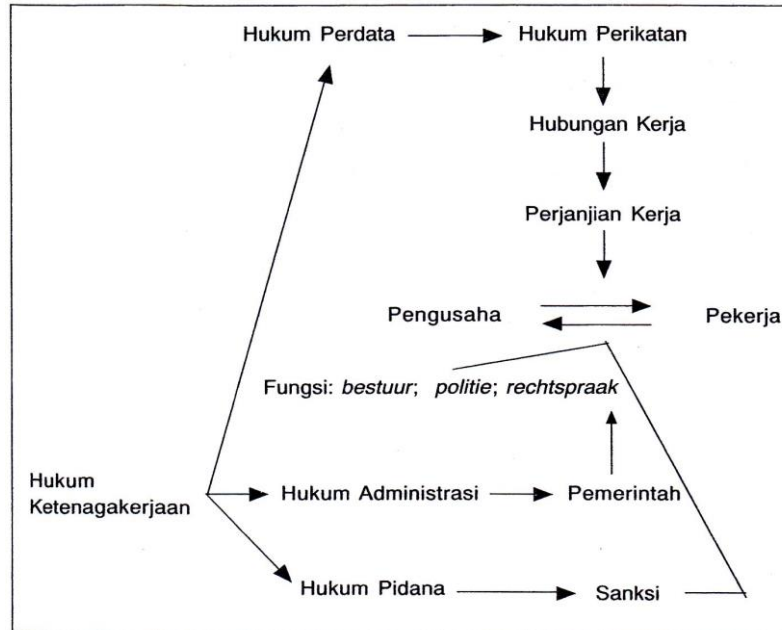 Hukum Perdata Hukum Perikatan
Hubungan Kerja
Perjanjian Kerja
Pengusaha Pekerja
Fungsi: bestuur; politie; rechtspraak
Hukum
Ketenagakerjaan
Hukum Administrasi Pemerintah
Hukum Pidana Sanksi